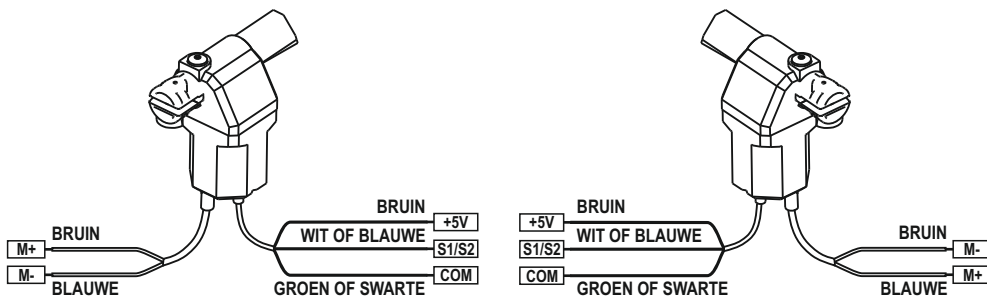 BRUIN +5V
WIT OF BLAUWE S1/S2
GROEN OF SWARTE COM
M+ BRUIN
M- BLAUWE
+5V BRUIN
S1/S2 WIT OF BLAUWE
COM GROEN OF SWARTE
BRUIN M-
BLAUWE M+